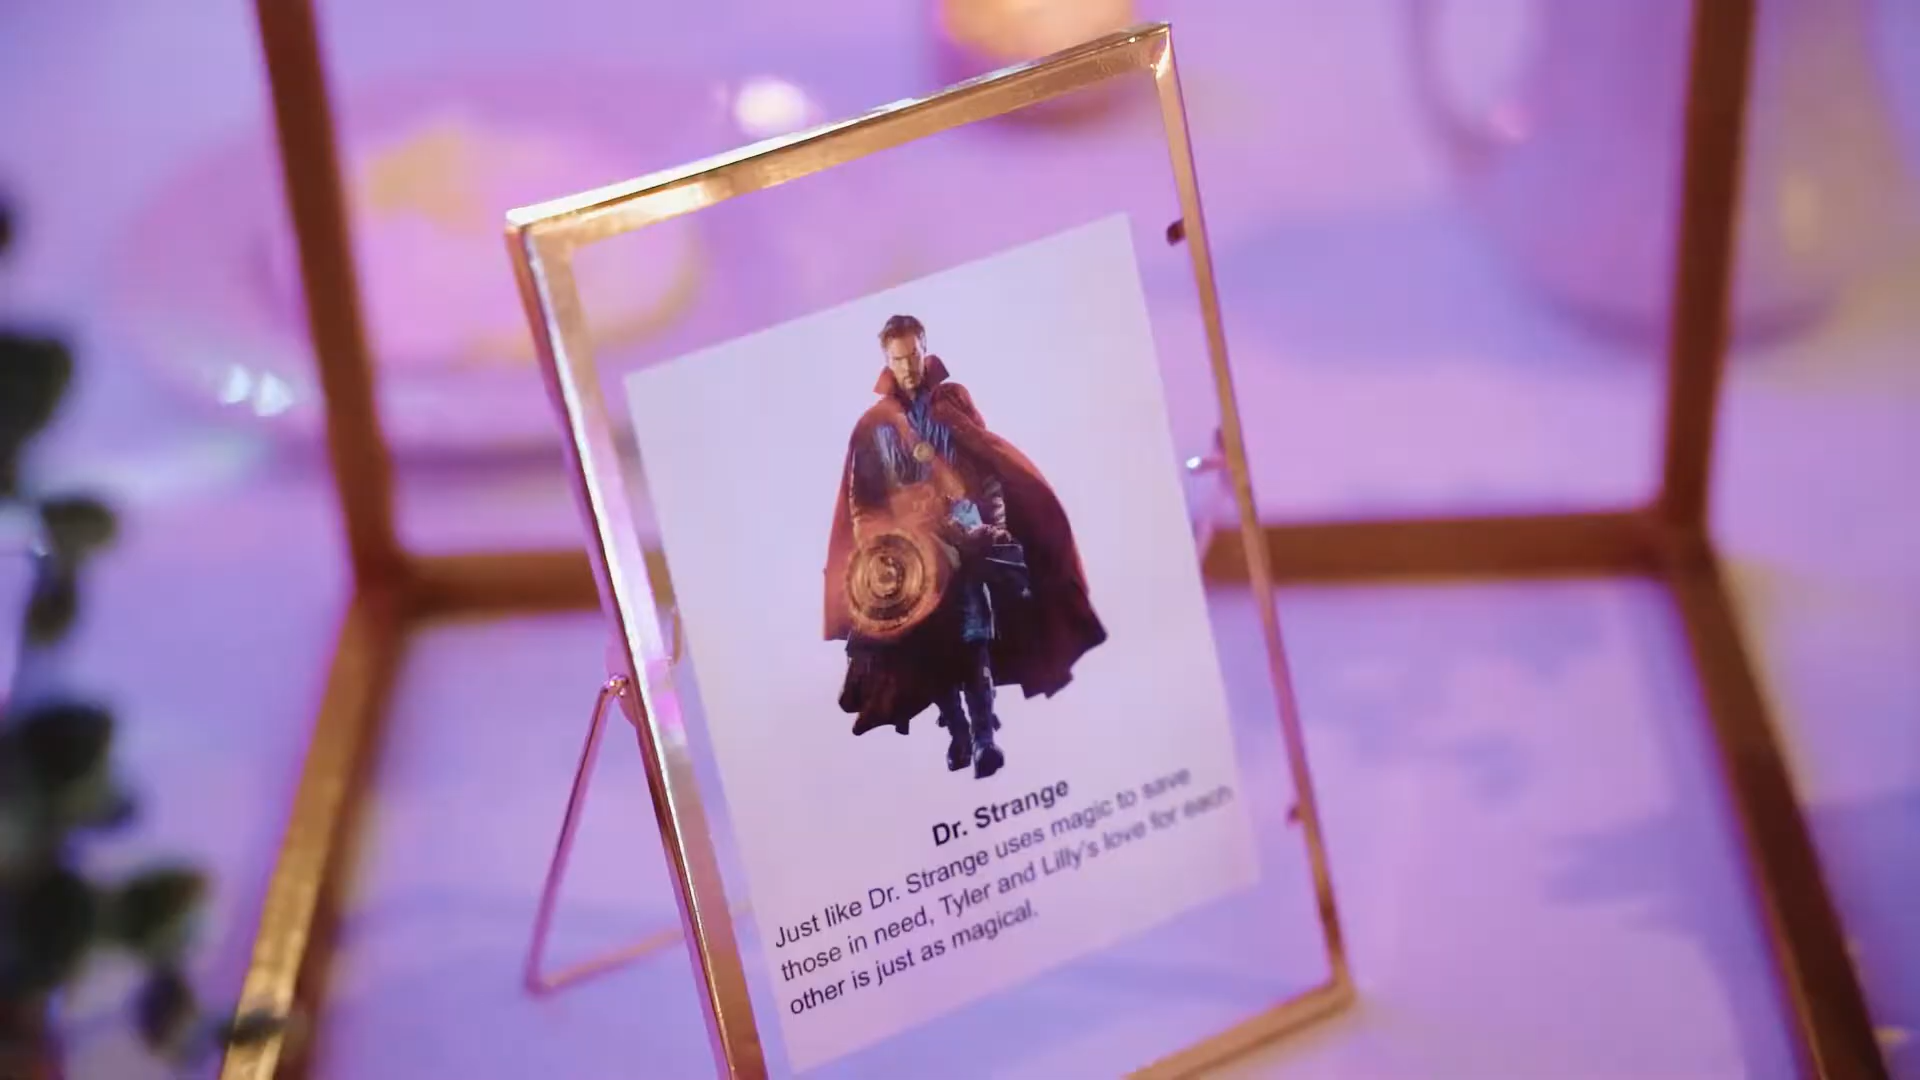 Dr. Strange
Just like Dr. Strange uses magic to save
those in need, Tyler and Lilly's love for each
other is just as magical.